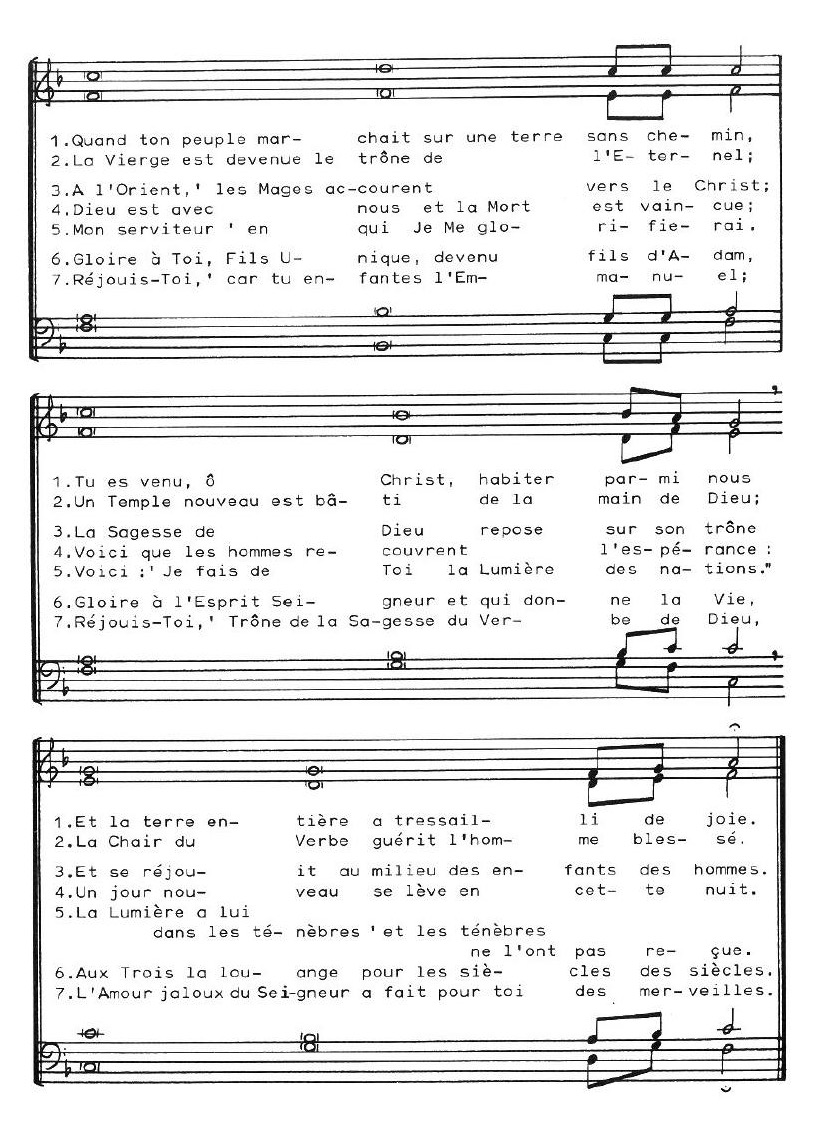 1.Quand ton peuple mar- chait sur une terre sans che- min,
2.La Vierge est devenue le trône de l'E- ter- nel;
3.A l'Orient,' les Mages ac-courent vers le Christ;
4.Dieu est avec nous et la Mort est vain- cue;
5.Mon serviteur ' en qui Je Me glo- ri- fie- rai.
6.Gloire à Toi, Fils U- nique, devenu fils d'A- dam,
7.Réjouis-Toi,' car tu en- fantes l'Em- ma- nu- el;
1.Tu es venu, ô Christ, habiter par- mi nous
2.Un Temple nouveau est bâ- ti de la main de Dieu;
3.La Sagesse de Dieu repose sur son trône
4.Voici que les hommes re- couvrent l'es- pé- rance :
5.Voici :' Je fais de Toi la Lumière des na- tions."
6.Gloire à l'Esprit Sei- gneur et qui don- ne la Vie,
7.Réjouis-Toi,' Trône de la Sa-gesse du Ver- be de Dieu,
1.Et la terre en- tière a tressail- li de joie.
2.La Chair du Verbe guérit l'hom- me bles- sé.
3.Et se réjou- it au milieu des en- fants des hommes.
4.Un jour nou- veau se lève en cet- te nuit.
5.La Lumière a lui
dans les té- nèbres ' et les ténèbres
ne l'ont pas re- çue.
6.Aux Trois la lou- ange pour les siè- cles des siècles.
7.L'Amour jaloux du Sei-gneur a fait pour toi des mer- veilles.